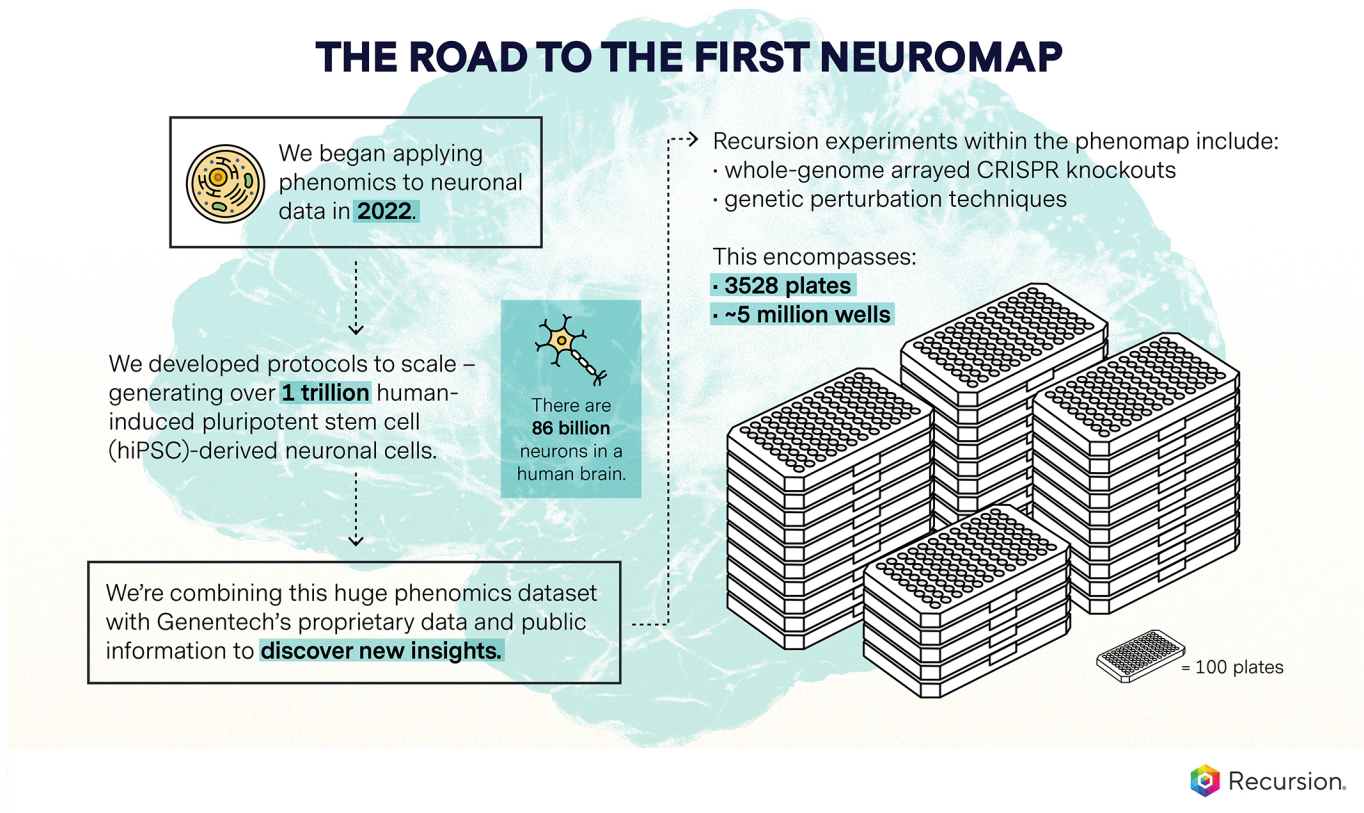 THE ROAD TO THE FIRST NEUROMAP
We began applying
phenomics to neuronal
data in 2022.
We developed protocols to scale –
generating over 1 trillion human-
induced pluripotent stem cell
(hiPSC)-derived neuronal cells.
There are
86 billion
neurons in a
human brain.
We’re combining this huge phenomics dataset
with Genentech’s proprietary data and public
information to discover new insights.
Recursion experiments within the phenomap include:
· whole-genome arrayed CRISPR knockouts
· genetic perturbation techniques
This encompasses:
· 3528 plates
· ~5 million wells
= 100 plates
Recursion.